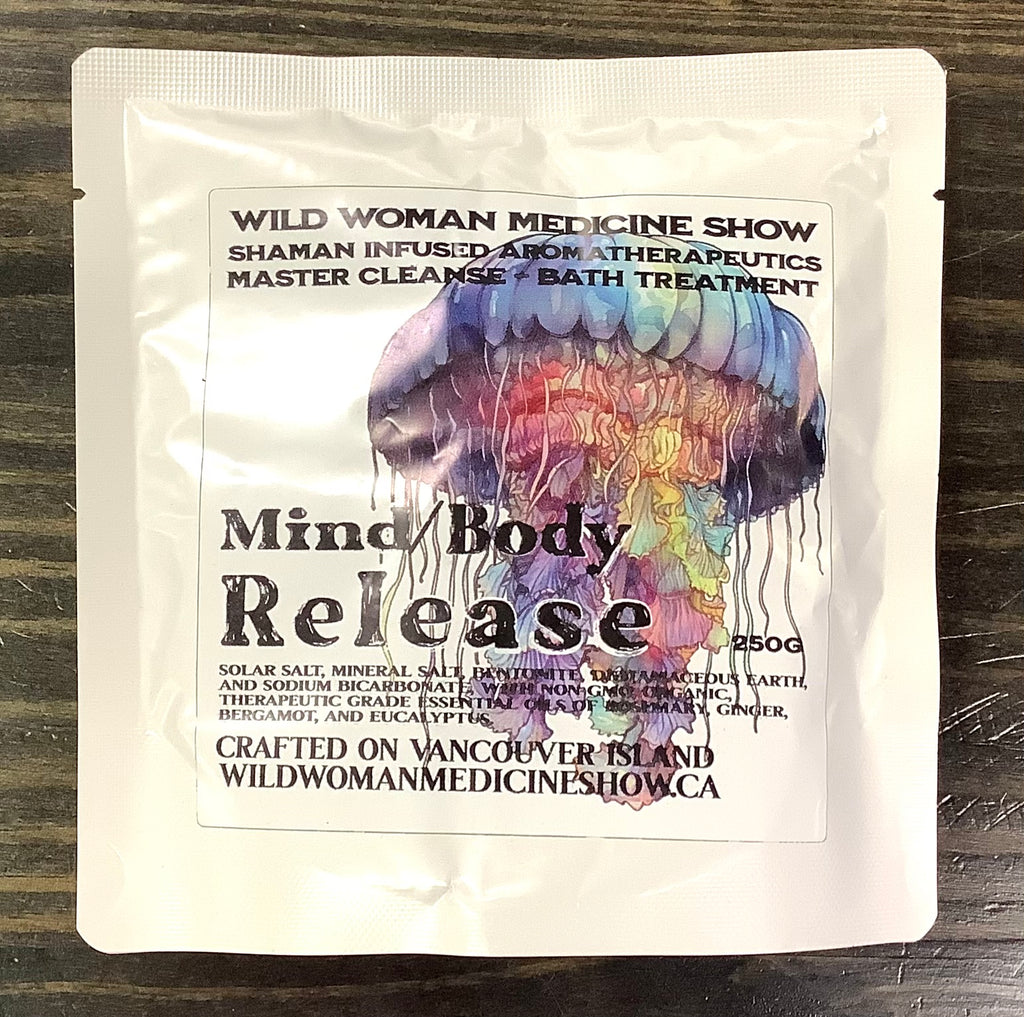 WILD WOMAN MEDICINE SHOW
SHAMAN INFUSED AROMATHERAPEUTICS
MASTER CLEANSE - BATH TREATMENT
Mind/Body
Release
250G
SOLAR SALT, MINERAL SALT, BENTONITE, DIATAMACEOUS EARTH,
AND SODIUM BICARBONATE, WITH NON-GMO, ORGANIC,
THERAPEUTIC GRADE ESSENTIAL OILS OF ROSEMARY, GINGER,
BERGAMOT, AND EUCALYPTUS.
CRAFTED ON VANCOUVER ISLAND
WILDWOMANMEDICINESHOW.CA